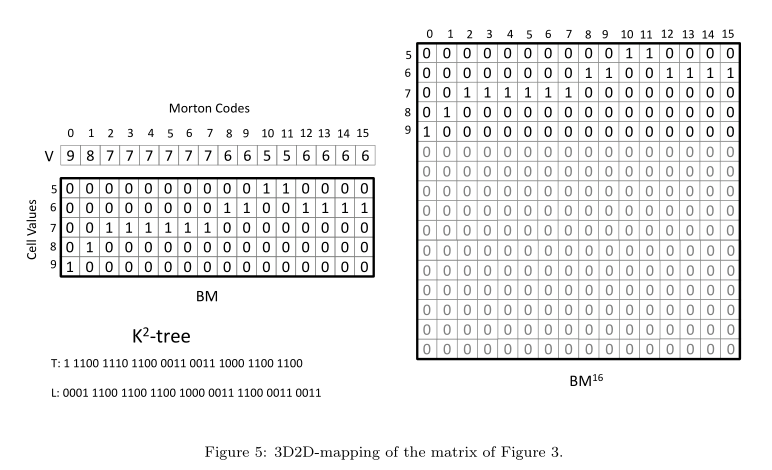 Morton Codes
0 1 2 3 4 5 6 7 8 9 10 11 12 13 14 15
V 9 8 7 7 7 7 7 7 6 6 5 5 6 6 6 6
Cell Values
5 0 0 0 0 0 0 0 0 0 0 1 1 0 0 0 0
6 0 0 0 0 0 0 0 0 1 1 0 0 1 1 1 1
7 0 0 1 1 1 1 1 1 0 0 0 0 0 0 0 0
8 0 1 0 0 0 0 0 0 0 0 0 0 0 0 0 0
9 1 0 0 0 0 0 0 0 0 0 0 0 0 0 0 0
BM
K²-tree
T: 1 1100 1110 1100 0011 0011 1000 1100 1100
L: 0001 1100 1100 1100 1000 0011 1100 0011 0011
0 1 2 3 4 5 6 7 8 9 10 11 12 13 14 15
5 0 0 0 0 0 0 0 0 0 0 1 1 0 0 0 0
6 0 0 0 0 0 0 0 0 1 1 0 0 1 1 1 1
7 0 0 1 1 1 1 1 1 0 0 0 0 0 0 0 0
8 0 1 0 0 0 0 0 0 0 0 0 0 0 0 0 0
9 1 0 0 0 0 0 0 0 0 0 0 0 0 0 0 0
0 0 0 0 0 0 0 0 0 0 0 0 0 0 0 0
0 0 0 0 0 0 0 0 0 0 0 0 0 0 0 0
0 0 0 0 0 0 0 0 0 0 0 0 0 0 0 0
0 0 0 0 0 0 0 0 0 0 0 0 0 0 0 0
0 0 0 0 0 0 0 0 0 0 0 0 0 0 0 0
0 0 0 0 0 0 0 0 0 0 0 0 0 0 0 0
0 0 0 0 0 0 0 0 0 0 0 0 0 0 0 0
0 0 0 0 0 0 0 0 0 0 0 0 0 0 0 0
0 0 0 0 0 0 0 0 0 0 0 0 0 0 0 0
0 0 0 0 0 0 0 0 0 0 0 0 0 0 0 0
0 0 0 0 0 0 0 0 0 0 0 0 0 0 0 0
BM¹⁶
Figure 5: 3D2D-mapping of the matrix of Figure 3.